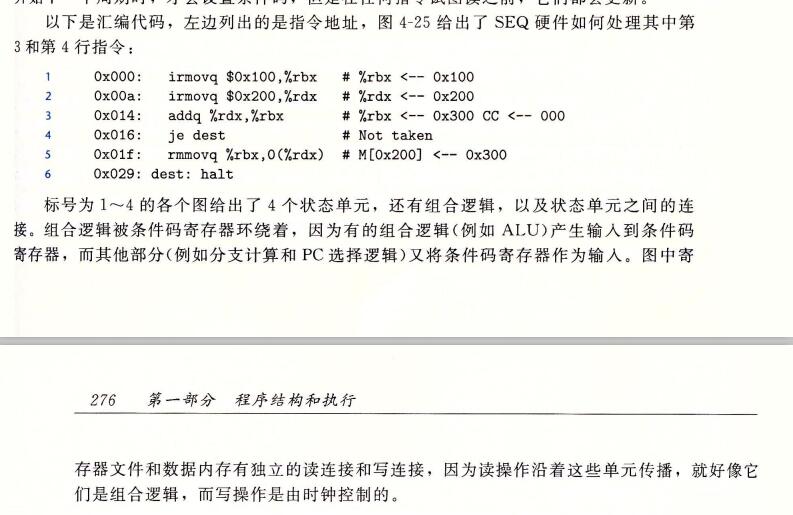 以下是汇编代码，左边列出的是指令地址，图 4-25 给出了 SEQ 硬件如何处理其中第
3 和第 4 行指令：
1 0x000: irmovq $0x100,%rbx # %rbx <-- 0x100
2 0x00a: irmovq $0x200,%rdx # %rdx <-- 0x200
3 0x014: addq %rdx,%rbx # %rbx <-- 0x300 CC <-- 000
4 0x016: je dest # Not taken
5 0x01f: rmmovq %rbx,0(%rdx) # M[0x200] <-- 0x300
6 0x029: dest: halt
标号为 1～4 的各个图给出了 4 个状态单元，还有组合逻辑，以及状态单元之间的连
接。组合逻辑被条件码寄存器环绕着，因为有的组合逻辑(例如 ALU)产生输入到条件码
寄存器，而其他部分(例如分支计算和 PC 选择逻辑)又将条件码寄存器作为输入。图中寄
276 第一部分 程序结构和执行
存器文件和数据内存有独立的读连接和写连接，因为读操作沿着这些单元传播，就好像它
们是组合逻辑，而写操作是由时钟控制的。